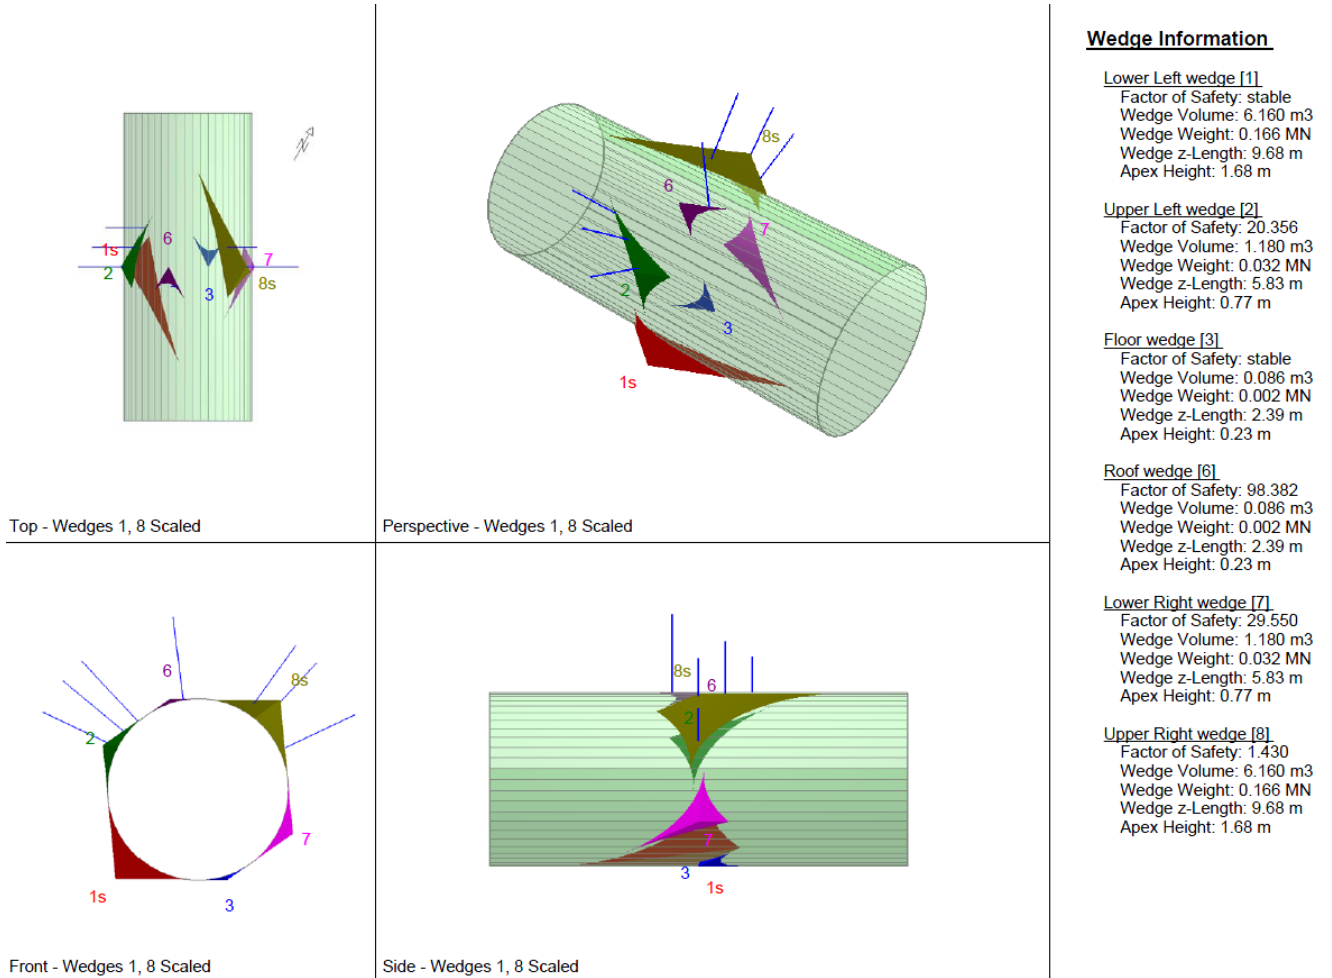 1s
2
6
3
7
8s
N
Top - Wedges 1, 8 Scaled
8s
6
7
2
3
1s
Perspective - Wedges 1, 8 Scaled
6
8s
2
7
1s
3
Front - Wedges 1, 8 Scaled
8s
6
2
7
3
1s
Side - Wedges 1, 8 Scaled
Wedge Information
Lower Left wedge [1]
Factor of Safety: stable
Wedge Volume: 6.160 m3
Wedge Weight: 0.166 MN
Wedge z-Length: 9.68 m
Apex Height: 1.68 m
Upper Left wedge [2]
Factor of Safety: 20.356
Wedge Volume: 1.180 m3
Wedge Weight: 0.032 MN
Wedge z-Length: 5.83 m
Apex Height: 0.77 m
Floor wedge [3]
Factor of Safety: stable
Wedge Volume: 0.086 m3
Wedge Weight: 0.002 MN
Wedge z-Length: 2.39 m
Apex Height: 0.23 m
Roof wedge [6]
Factor of Safety: 98.382
Wedge Volume: 0.086 m3
Wedge Weight: 0.002 MN
Wedge z-Length: 2.39 m
Apex Height: 0.23 m
Lower Right wedge [7]
Factor of Safety: 29.550
Wedge Volume: 1.180 m3
Wedge Weight: 0.032 MN
Wedge z-Length: 5.83 m
Apex Height: 0.77 m
Upper Right wedge [8]
Factor of Safety: 1.430
Wedge Volume: 6.160 m3
Wedge Weight: 0.166 MN
Wedge z-Length: 9.68 m
Apex Height: 1.68 m